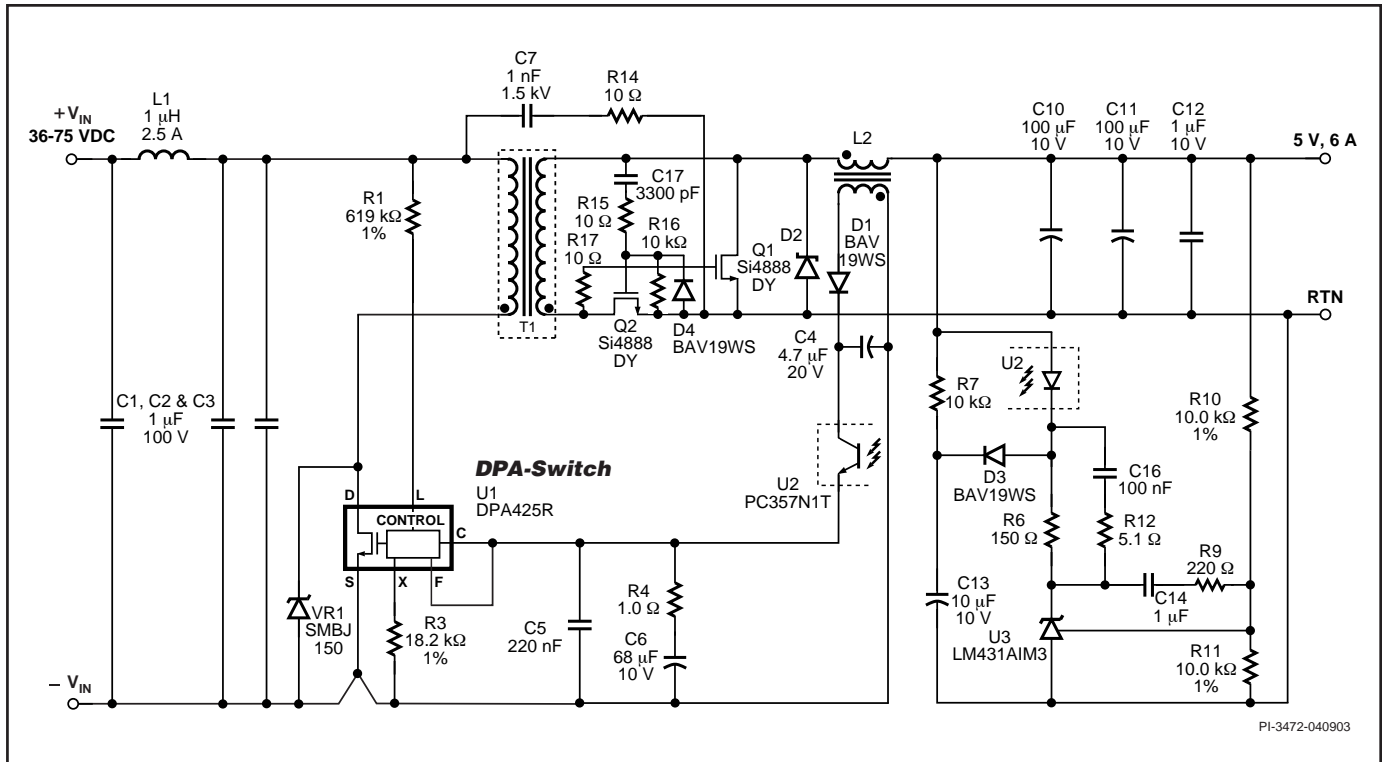 C7
1 nF
1.5 kV
R14
10 Ω
L1
1 μH
2.5 A
+ VIN
36-75 VDC
C10
100 μF
10 V
C11
100 μF
10 V
C12
1 μF
10 V
5 V, 6 A
L2
R1
619 kΩ
1%
C17
3300 pF
R15
10 Ω
R16
10 kΩ
R17
10 Ω
Q1
Si4888
DY
D2
D1
BAV
19WS
RTN
T1
Q2
Si4888
DY
D4
BAV19WS
C4
4.7 μF
20 V
U2
R7
10 kΩ
R10
10.0 kΩ
1%
C1, C2 & C3
1 μF
100 V
DPA-Switch
U1
DPA425R
U2
PC357N1T
D3
BAV19WS
C16
100 nF
R6
150 Ω
R12
5.1 Ω
R9
220 Ω
D
L
CONTROL
C
S
X
F
VR1
SMBJ
150
R3
18.2 kΩ
1%
C5
220 nF
R4
1.0 Ω
C6
68 μF
10 V
C13
10 μF
10 V
C14
1 μF
U3
LM431AIM3
R11
10.0 kΩ
1%
− VIN
PI-3472-040903